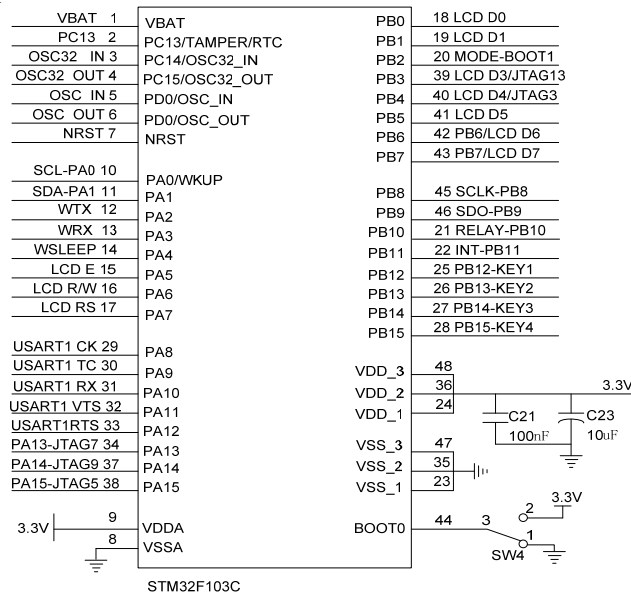 VBAT 1 VBAT
PC13 2 PC13/TAMPER/RTC
OSC32 IN 3 PC14/OSC32_IN
OSC32 OUT 4 PC15/OSC32_OUT
OSC IN 5 PD0/OSC_IN
OSC OUT 6 PD0/OSC_OUT
NRST 7 NRST
SCL-PA0 10 PA0/WKUP
SDA-PA1 11 PA1
WTX 12 PA2
WRX 13 PA3
WSLEEP 14 PA4
LCD E 15 PA5
LCD R/W 16 PA6
LCD RS 17 PA7
USART1 CK 29 PA8
USART1 TC 30 PA9
USART1 RX 31 PA10
USART1 VTS 32 PA11
USART1RTS 33 PA12
PA13-JTAG7 34 PA13
PA14-JTAG9 37 PA14
PA15-JTAG5 38 PA15
3.3V 9 VDDA
8 VSSA
PB0 18 LCD D0
PB1 19 LCD D1
PB2 20 MODE-BOOT1
PB3 39 LCD D3/JTAG13
PB4 40 LCD D4/JTAG3
PB5 41 LCD D5
PB6 42 PB6/LCD D6
PB7 43 PB7/LCD D7
PB8 45 SCLK-PB8
PB9 46 SDO-PB9
PB10 21 RELAY-PB10
PB11 22 INT-PB11
PB12 25 PB12-KEY1
PB13 26 PB13-KEY2
PB14 27 PB14-KEY3
PB15 28 PB15-KEY4
VDD_3 48
VDD_2 36 3.3V
VDD_1 24
C21 C23
100nF 10uF
VSS_3 47
VSS_2 35
VSS_1 23
3.3V
BOOT0 44 3 2
1
SW4
STM32F103C